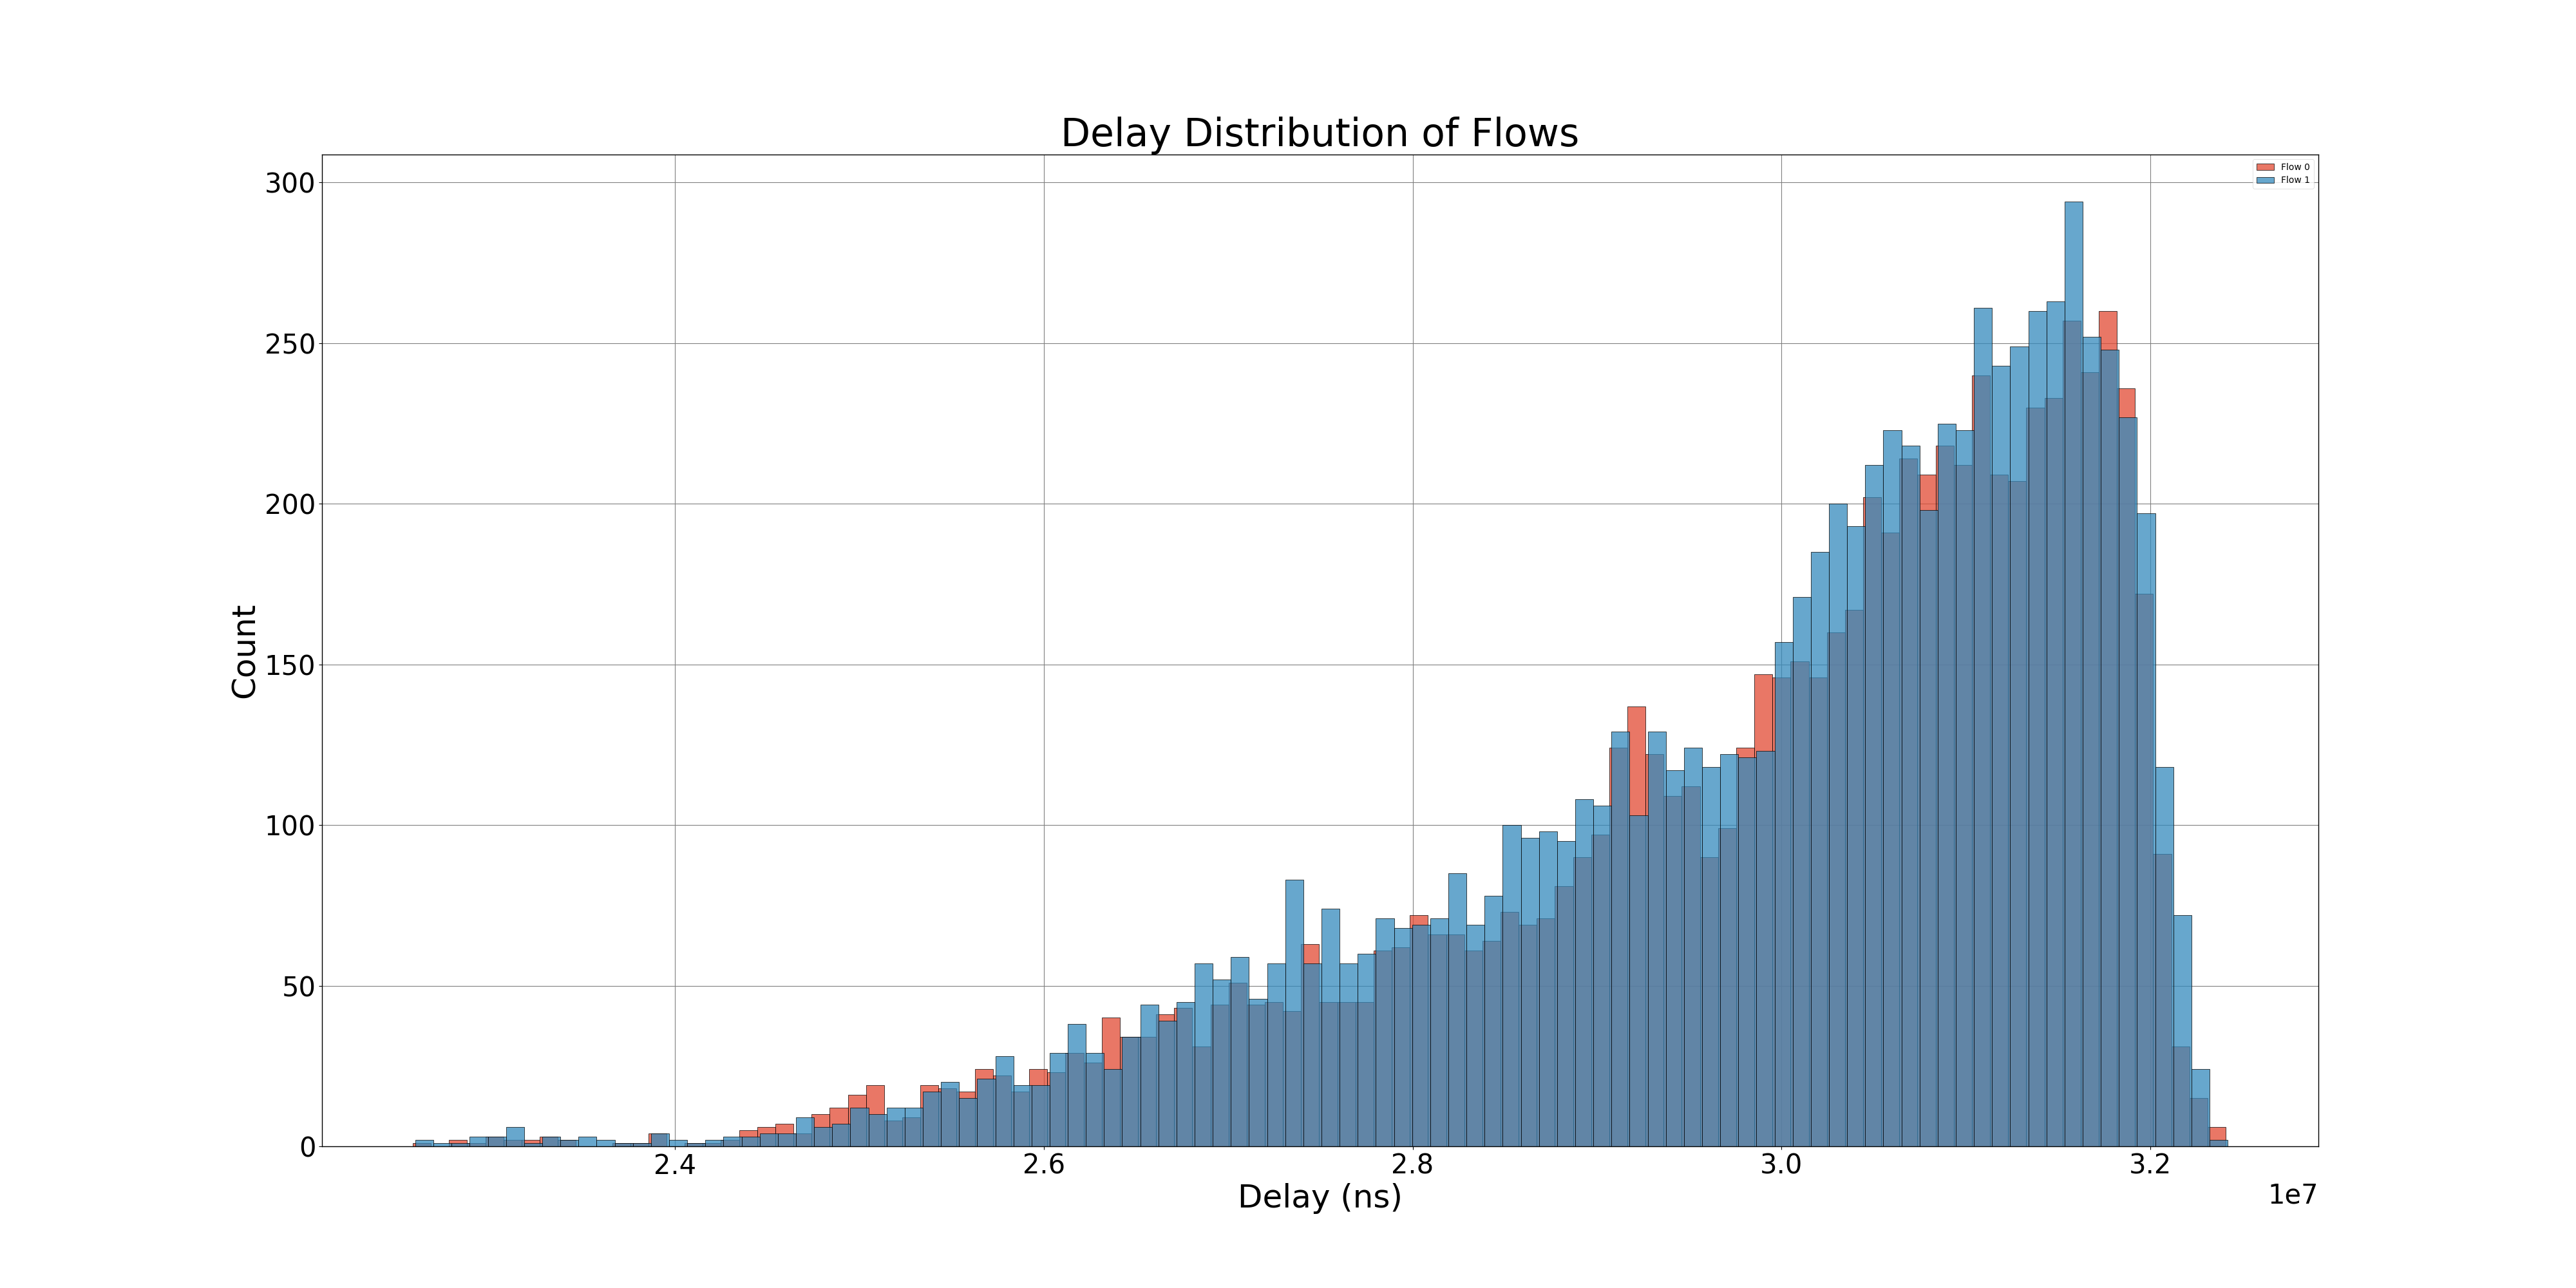 Delay Distribution of Flows
Flow 0
Flow 1
300
250
200
150
100
50
0
Count
2.4 2.6 2.8 3.0 3.2
1e7
Delay (ns)